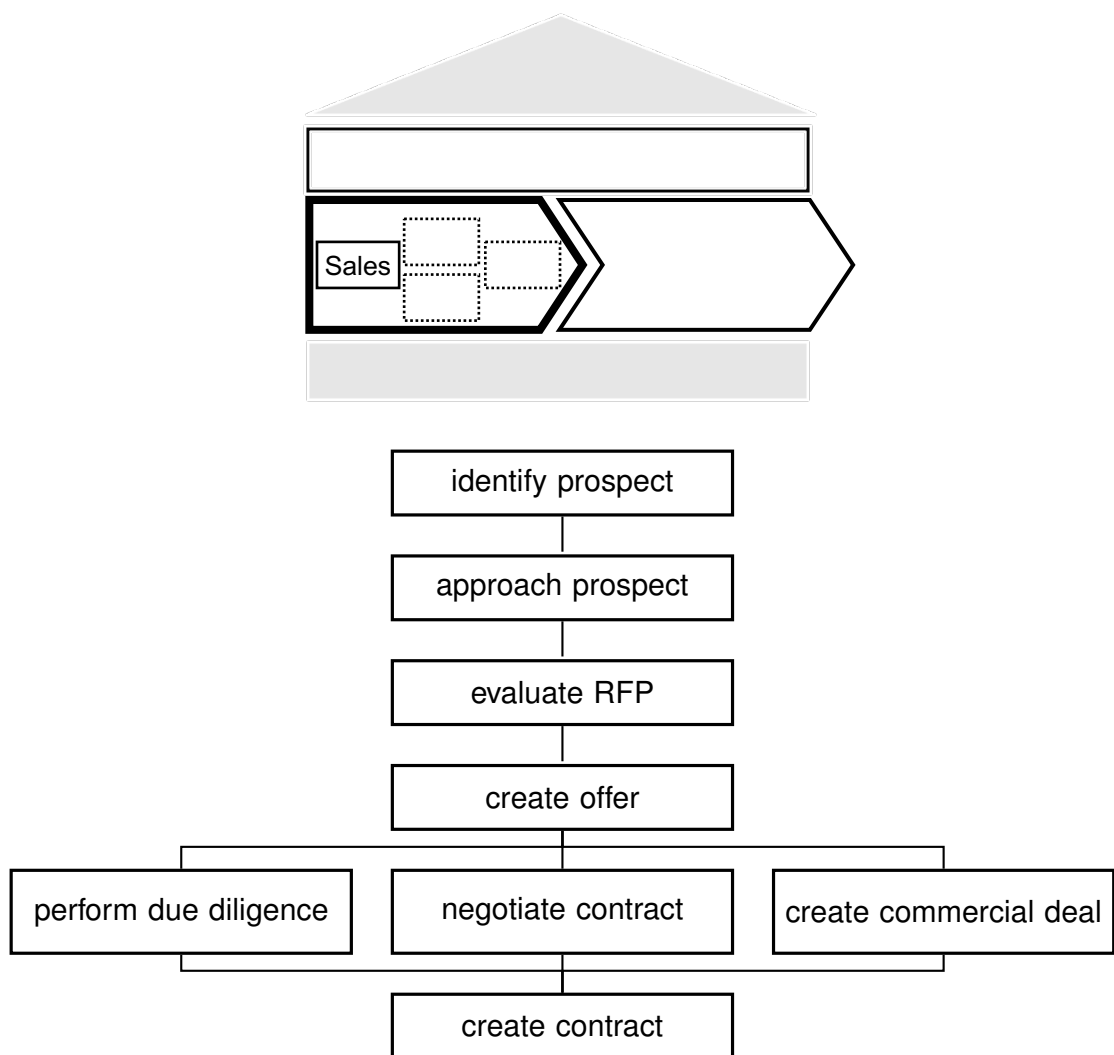 Sales
identify prospect
approach prospect
evaluate RFP
create offer
perform due diligence
negotiate contract
create commercial deal
create contract